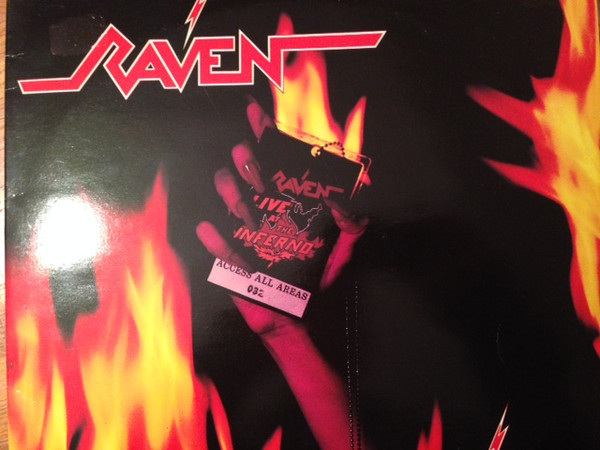 RAVEN
RAVEN
LIVE
AT
THE
INFERNO
ACCESS ALL AREAS
032